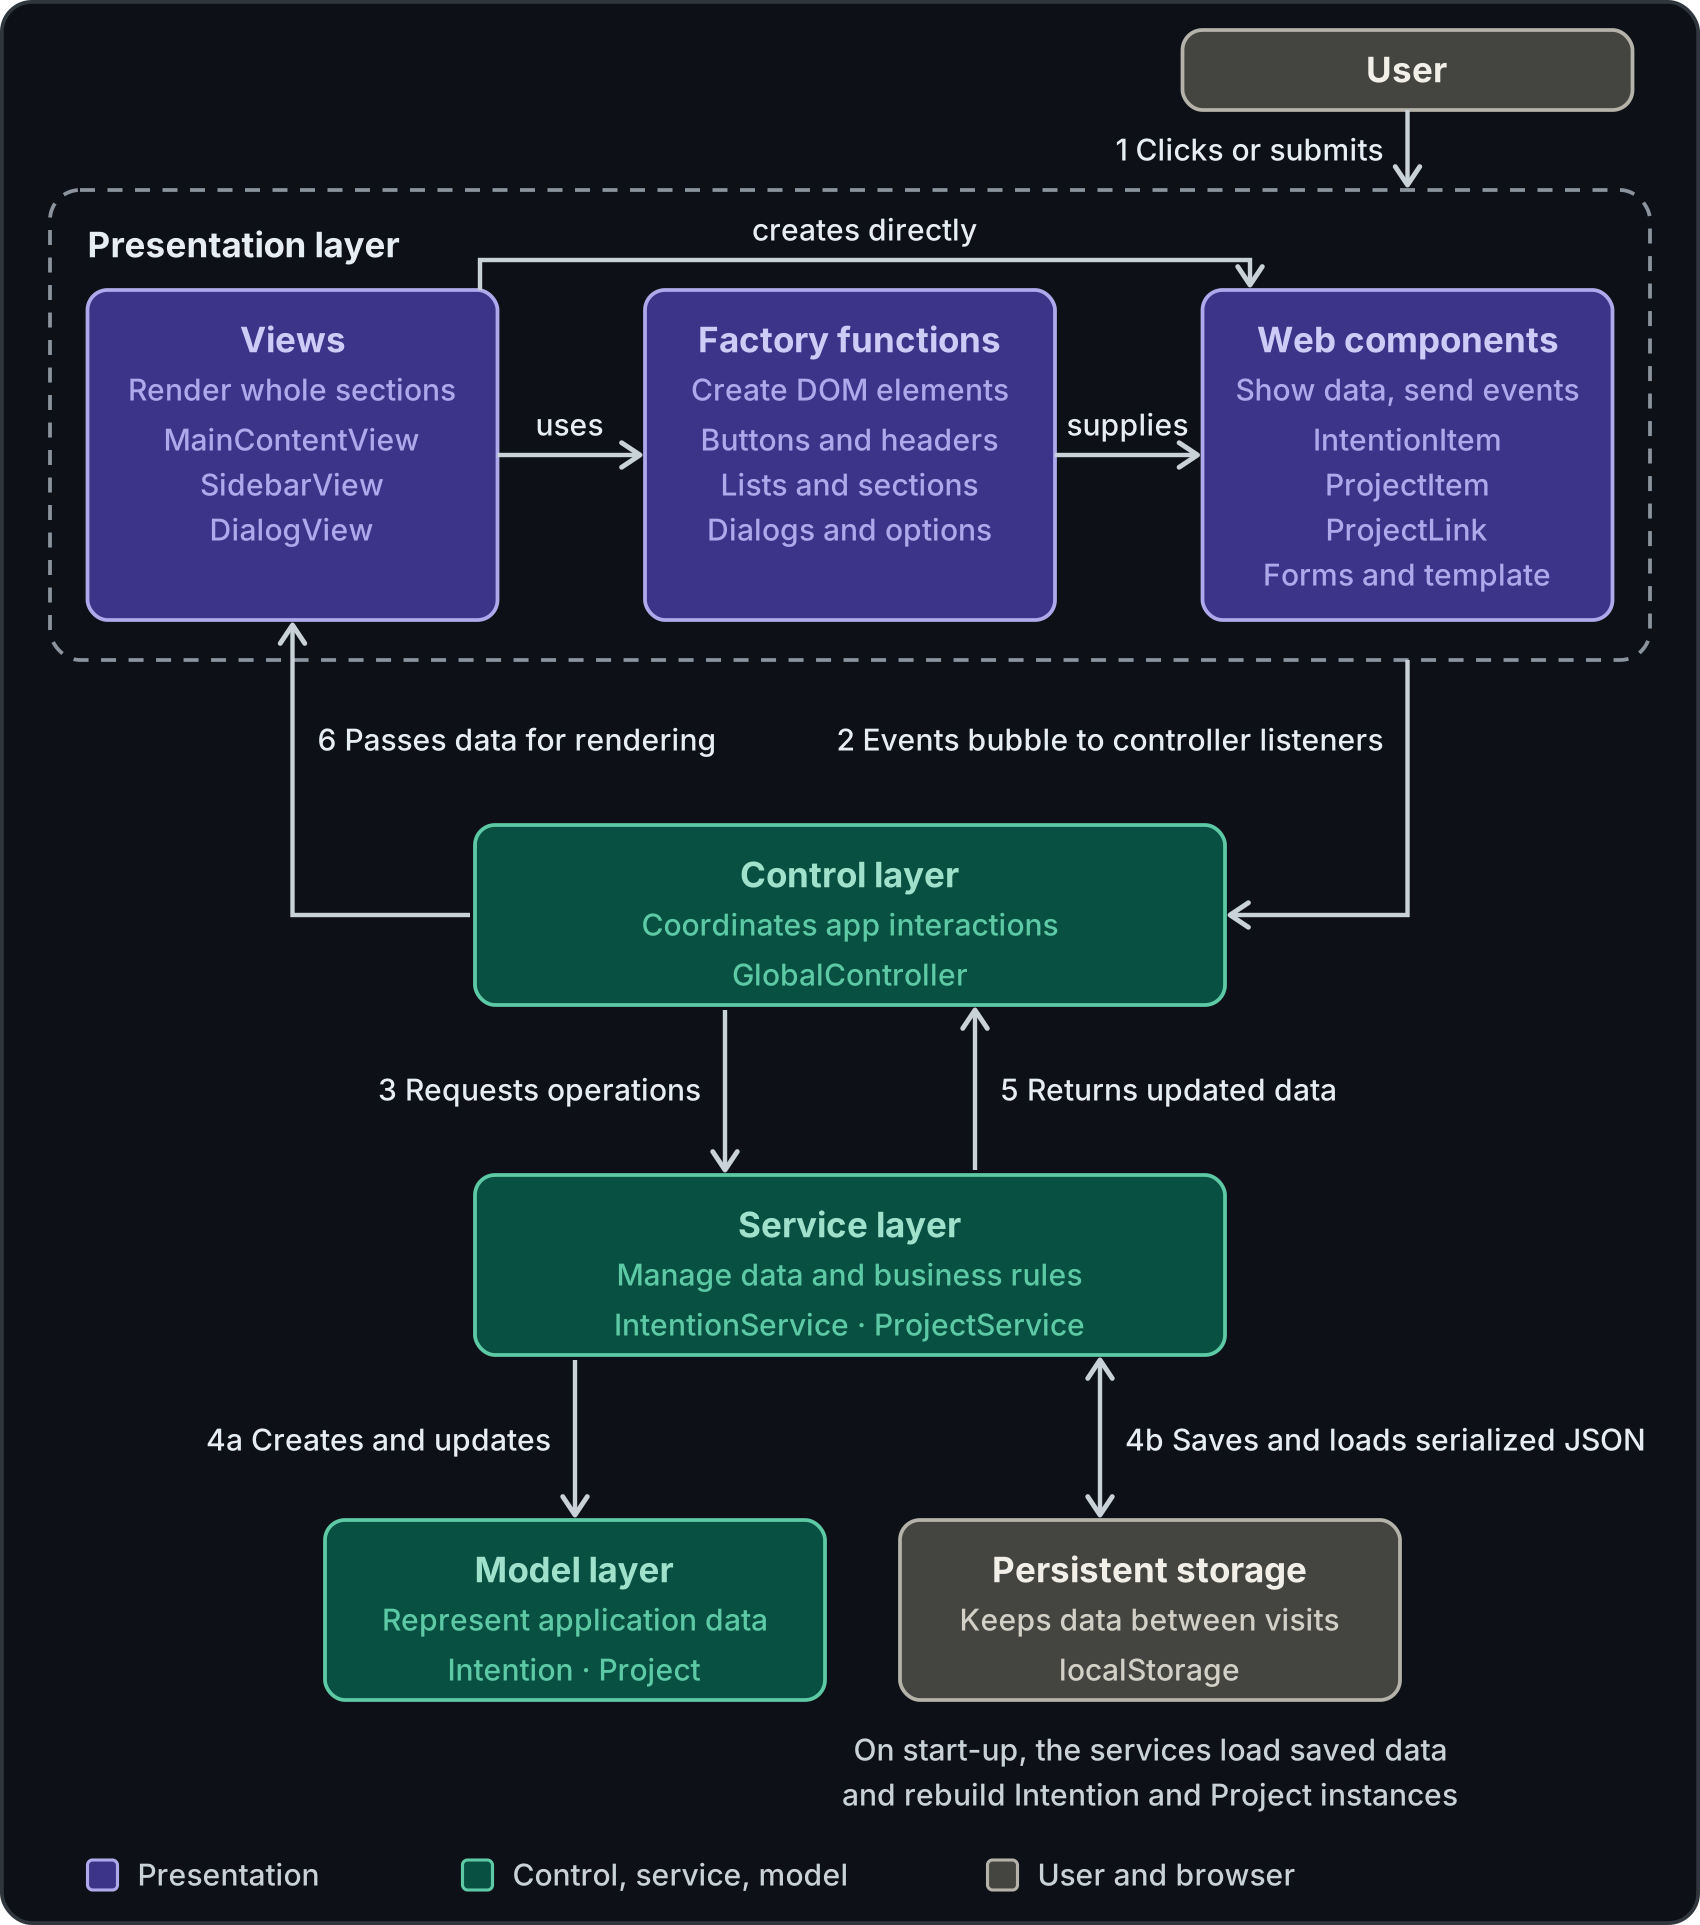 User
1 Clicks or submits
Presentation layer
creates directly
Views
Render whole sections
MainContentView
SidebarView
DialogView
uses
Factory functions
Create DOM elements
Buttons and headers
Lists and sections
Dialogs and options
supplies
Web components
Show data, send events
IntentionItem
ProjectItem
ProjectLink
Forms and template
6 Passes data for rendering
2 Events bubble to controller listeners
Control layer
Coordinates app interactions
GlobalController
3 Requests operations
5 Returns updated data
Service layer
Manage data and business rules
IntentionService · ProjectService
4a Creates and updates
4b Saves and loads serialized JSON
Model layer
Represent application data
Intention · Project
Persistent storage
Keeps data between visits
localStorage
On start-up, the services load saved data
and rebuild Intention and Project instances
Presentation
Control, service, model
User and browser